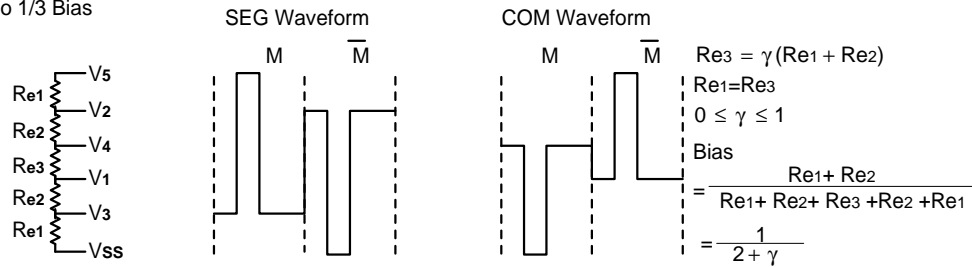 o 1/3 Bias
SEG Waveform
COM Waveform
M
M̅
M
M̅
V5
Re1
V2
Re2
V4
Re3
V1
Re2
V3
Re1
VSS
Re3 = γ(Re1 + Re2)
Re1=Re3
0 ≤ γ ≤ 1
Bias
= Re1+ Re2 / Re1+ Re2+ Re3 +Re2 +Re1
= 1 / 2 + γ